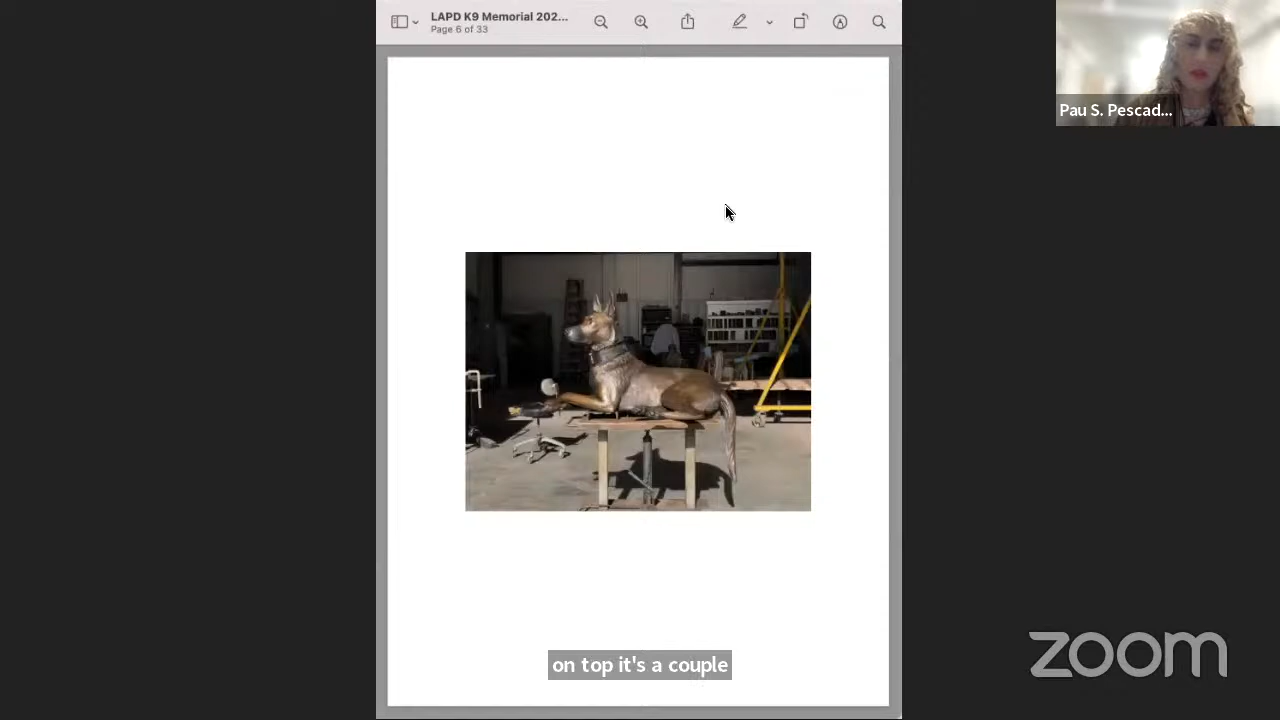 LAPD K9 Memorial 202...
Page 6 of 33
Pau S. Pescad...
on top it's a couple
zoom